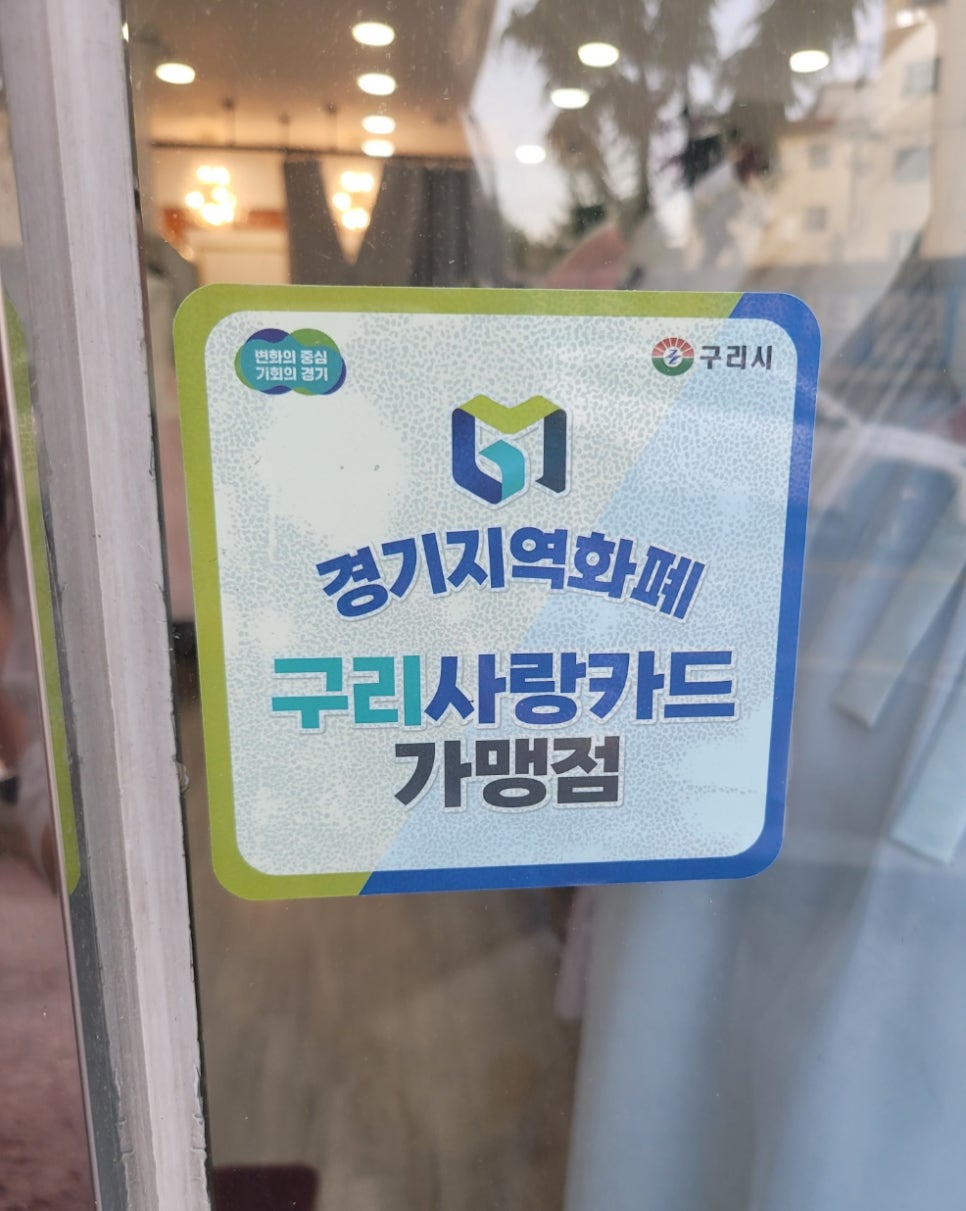 변화의 중심
기회의 경기
구리시
경기지역화폐
구리사랑카드
가맹점